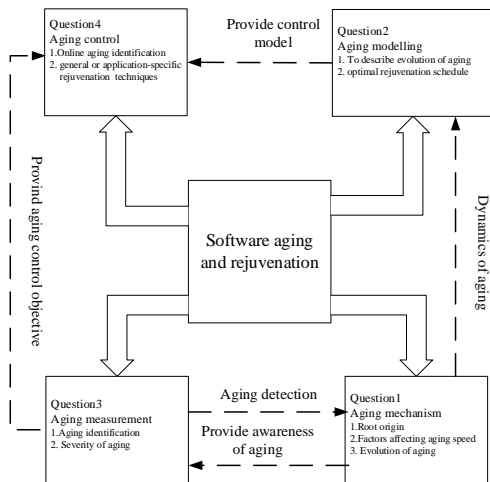 Question4
Aging control
1.Online aging identification
2. general or application-specific
rejuvenation techniques
Provide control
model
Question2
Aging modelling
1. To describe evolution of aging
2. optimal rejuvenation schedule
Provind aging control objective
Software aging
and rejuvenation
Dynamics of
aging
Question3
Aging measurement
1.Aging identification
2. Severity of aging
Aging detection
Provide awareness
of aging
Question1
Aging mechanism
1.Root origin
2.Factors affecting aging speed
3. Evolution of aging